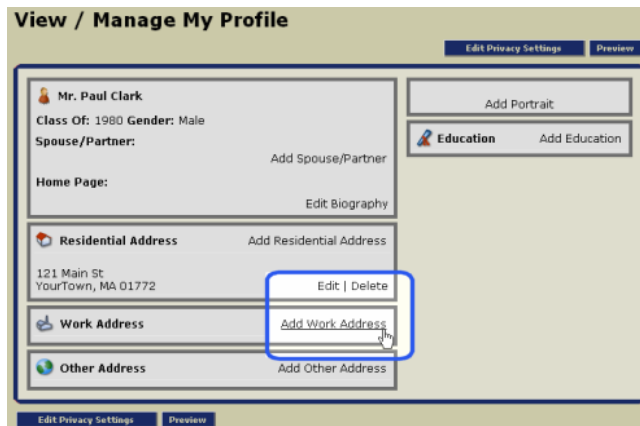 View / Manage My Profile
Edit Privacy Settings Preview
Mr. Paul Clark
Class Of: 1980 Gender: Male
Spouse/Partner:
Add Spouse/Partner
Home Page:
Edit Biography
Add Portrait
Education Add Education
Residential Address Add Residential Address
121 Main St
YourTown, MA 01772 Edit | Delete
Work Address Add Work Address
Other Address Add Other Address
Edit Privacy Settings Preview